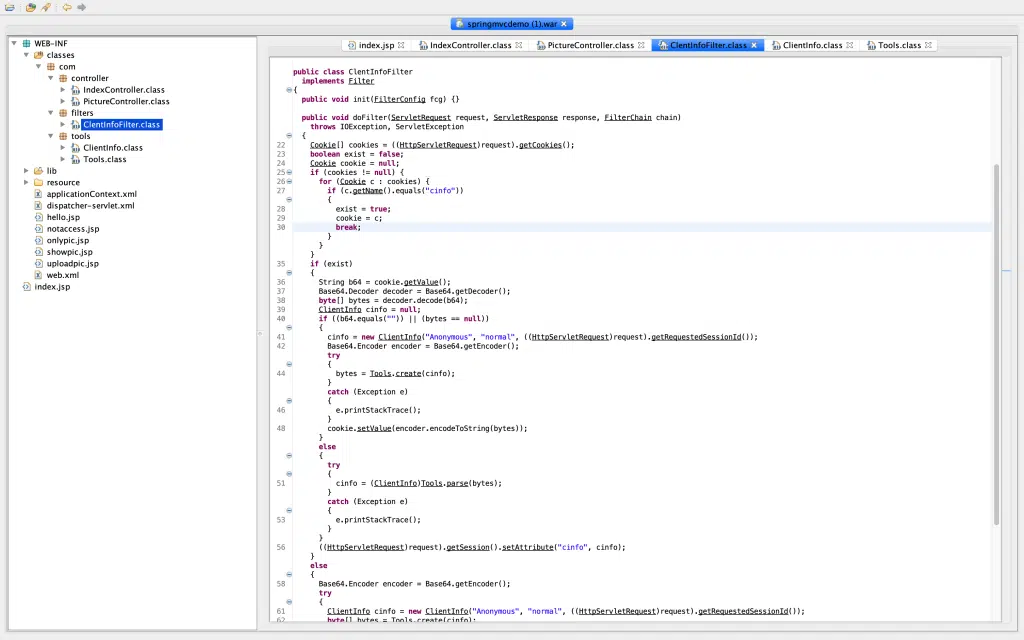 springmvcdemo (1).war
WEB-INF
classes
com
controller
IndexController.class
PictureController.class
filters
ClentInfoFilter.class
tools
ClentInfo.class
Tools.class
lib
resource
applicationContext.xml
dispatcher-servlet.xml
hello.jsp
notaccess.jsp
onlypic.jsp
showpic.jsp
uploadpic.jsp
web.xml
index.jsp
index.jsp IndexController.class PictureController.class ClentInfoFilter.class ClientInfo.class Tools.class
public class ClentInfoFilter
implements Filter
{
public void init(FilterConfig fcg) {}
public void doFilter(ServletRequest request, ServletResponse response, FilterChain chain)
throws IOException, ServletException
{
22 Cookie[] cookies = ((HttpServletRequest)request).getCookies();
23 boolean exist = false;
24 Cookie cookie = null;
25 if (cookies != null) {
26 for (Cookie c : cookies) {
27 if (c.getName().equals("cinfo"))
{
28 exist = true;
29 cookie = c;
30 break;
}
}
}
35 if (exist)
{
36 String b64 = cookie.getValue();
37 Base64.Decoder decoder = Base64.getDecoder();
38 byte[] bytes = decoder.decode(b64);
39 ClientInfo cinfo = null;
40 if ((b64.equals("")) || (bytes == null))
{
41 cinfo = new ClientInfo("Anonymous", "normal", ((HttpServletRequest)request).getRequestedSessionId());
42 Base64.Encoder encoder = Base64.getEncoder();
try
{
44 bytes = Tools.create(cinfo);
}
catch (Exception e)
{
46 e.printStackTrace();
}
48 cookie.setValue(encoder.encodeToString(bytes));
}
else
{
try
{
51 cinfo = (ClientInfo)Tools.parse(bytes);
}
catch (Exception e)
{
53 e.printStackTrace();
}
}
56 ((HttpServletRequest)request).getSession().setAttribute("cinfo", cinfo);
}
else
{
58 Base64.Encoder encoder = Base64.getEncoder();
try
{
61 ClientInfo cinfo = new ClientInfo("Anonymous", "normal", ((HttpServletRequest)request).getRequestedSessionId());
62 byte[] bytes = Tools.create(cinfo);